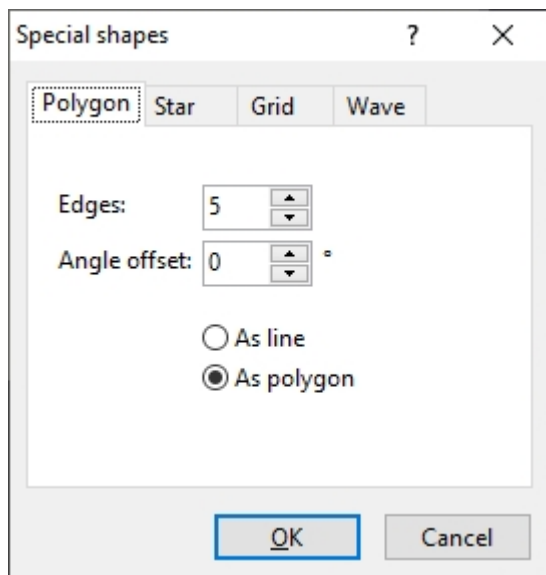 Special shapes ?
Polygon Star Grid Wave
Edges: 5
Angle offset: 0 °
As line
As polygon
OK Cancel